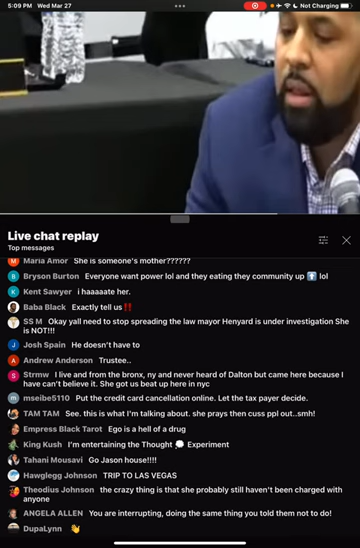 5:09 PM Wed Mar 27
Not Charging
Live chat replay
Top messages
Maria Amor She is someone's mother??????
Bryson Burton Everyone want power lol and they eating they community up ⬆️ lol
Kent Sawyer i haaaaate her.
Baba Black Exactly tell us‼️
SS M Okay yall need to stop spreading the law mayor Henyard is under investigation She
is NOT!!!
Josh Spain He doesn't have to
Andrew Anderson Trustee..
Strmw I live and from the bronx, ny and never heard of Dalton but came here because I
have can't believe it. She got us beat up here in nyc
mseibe5110 Put the credit card cancellation online. Let the tax payer decide.
TAM TAM See. this is what I'm talking about. she prays then cuss ppl out..smh!
Empress Black Tarot Ego is a hell of a drug
King Kush I'm entertaining the Thought 💭 Experiment
Tahani Mousavi Go Jason!!!!
Hawglegg Johnson TRIP TO LAS VEGAS
Theodius Johnson the crazy thing is that she probably still haven't been charged with
anyone
ANGELA ALLEN You are interrupting, doing the same thing you told them not to do!
DupaLynn 👋